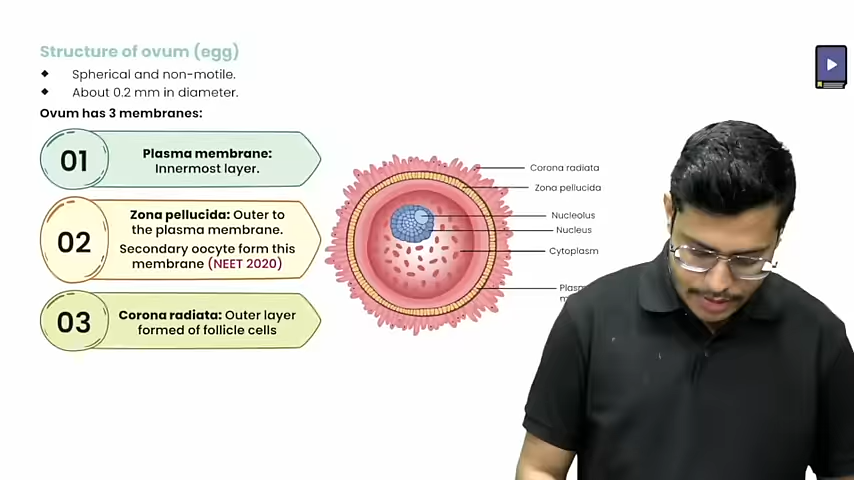 Structure of ovum (egg)
Spherical and non-motile.
About 0.2 mm in diameter.
Ovum has 3 membranes:
01
Plasma membrane:
Innermost layer.
02
Zona pellucida: Outer to
the plasma membrane.
Secondary oocyte form this
membrane (NEET 2020)
03
Corona radiata: Outer layer
formed of follicle cells
Corona radiata
Zona pellucida
Nucleolus
Nucleus
Cytoplasm